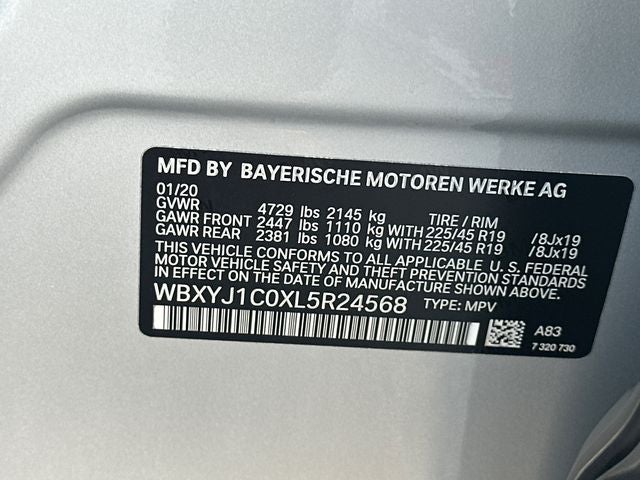 MFD BY BAYERISCHE MOTOREN WERKE AG
01/20
GVWR 4729 lbs 2145 kg TIRE / RIM
GAWR FRONT 2447 lbs 1110 kg WITH 225/45 R19 /8Jx19
GAWR REAR 2381 lbs 1080 kg WITH 225/45 R19 /8Jx19
THIS VEHICLE CONFORMS TO ALL APPLICABLE U. S. FEDERAL
MOTOR VEHICLE SAFETY AND THEFT PREVENTION STANDARDS
IN EFFECT ON THE DATE OF MANUFACTURE SHOWN ABOVE.
WBXYJ1C0XL5R24568 TYPE: MPV
A83
7 320 730